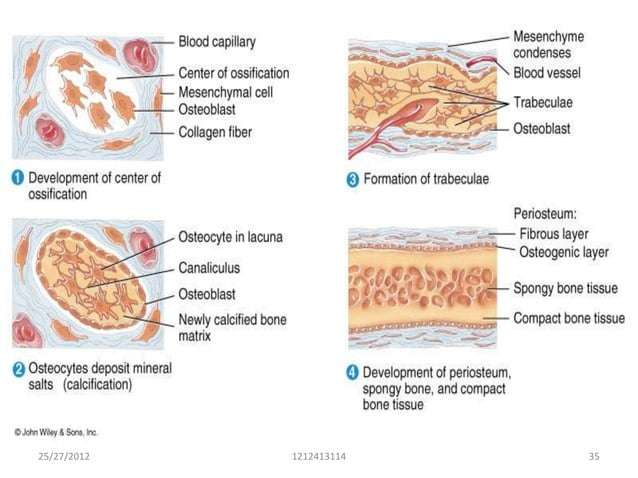 Blood capillary
Center of ossification
Mesenchymal cell
Osteoblast
Collagen fiber
1 Development of center of
ossification
Osteocyte in lacuna
Canaliculus
Osteoblast
Newly calcified bone
matrix
2 Osteocytes deposit mineral
salts (calcification)
Mesenchyme
condenses
Blood vessel
Trabeculae
Osteoblast
3 Formation of trabeculae
Periosteum:
Fibrous layer
Osteogenic layer
Spongy bone tissue
Compact bone tissue
4 Development of periosteum,
spongy bone, and compact
bone tissue
© John Wiley & Sons, Inc.
25/27/2012
1212413114
35